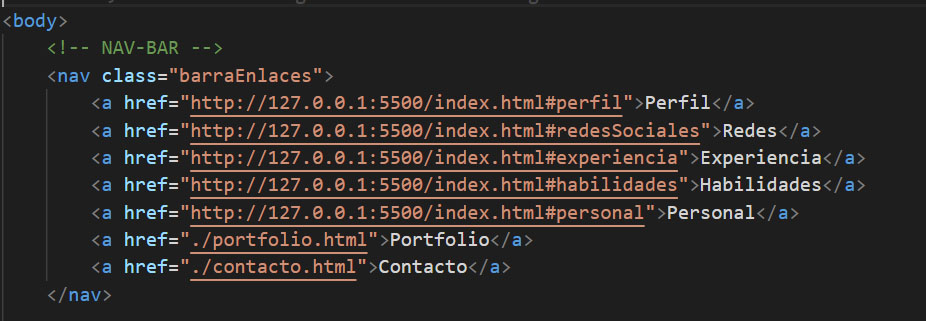 <body>
<!-- NAV-BAR -->
<nav class="barraEnlaces">
<a href="http://127.0.0.1:5500/index.html#perfil">Perfil</a>
<a href="http://127.0.0.1:5500/index.html#redesSociales">Redes</a>
<a href="http://127.0.0.1:5500/index.html#experiencia">Experiencia</a>
<a href="http://127.0.0.1:5500/index.html#habilidades">Habilidades</a>
<a href="http://127.0.0.1:5500/index.html#personal">Personal</a>
<a href="./portfolio.html">Portfolio</a>
<a href="./contacto.html">Contacto</a>
</nav>